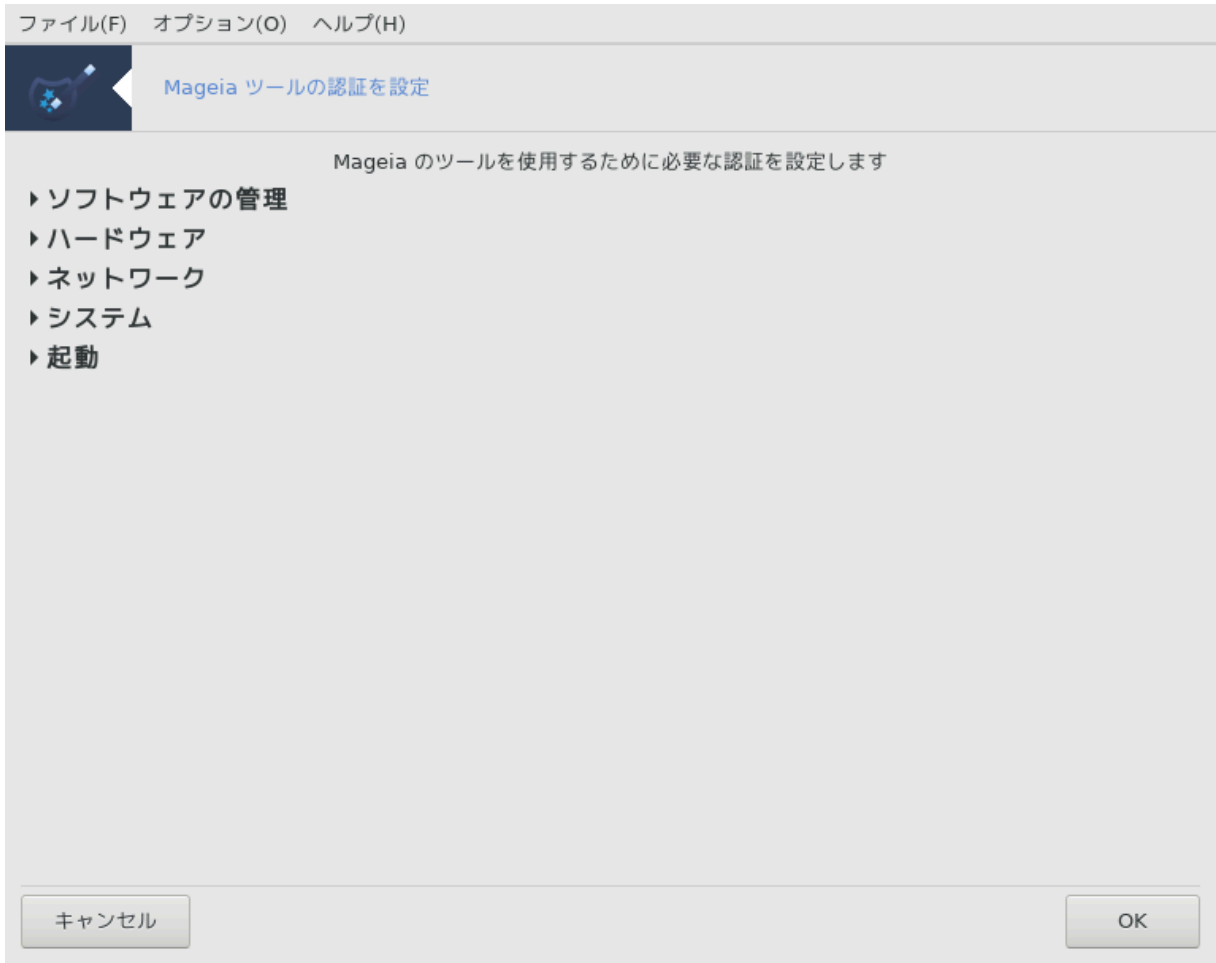 ファイル(F) オプション(O) ヘルプ(H)
Mageia ツールの認証を設定
Mageia のツールを使用するために必要な認証を設定します
ソフトウェアの管理
ハードウェア
ネットワーク
システム
起動
キャンセル OK